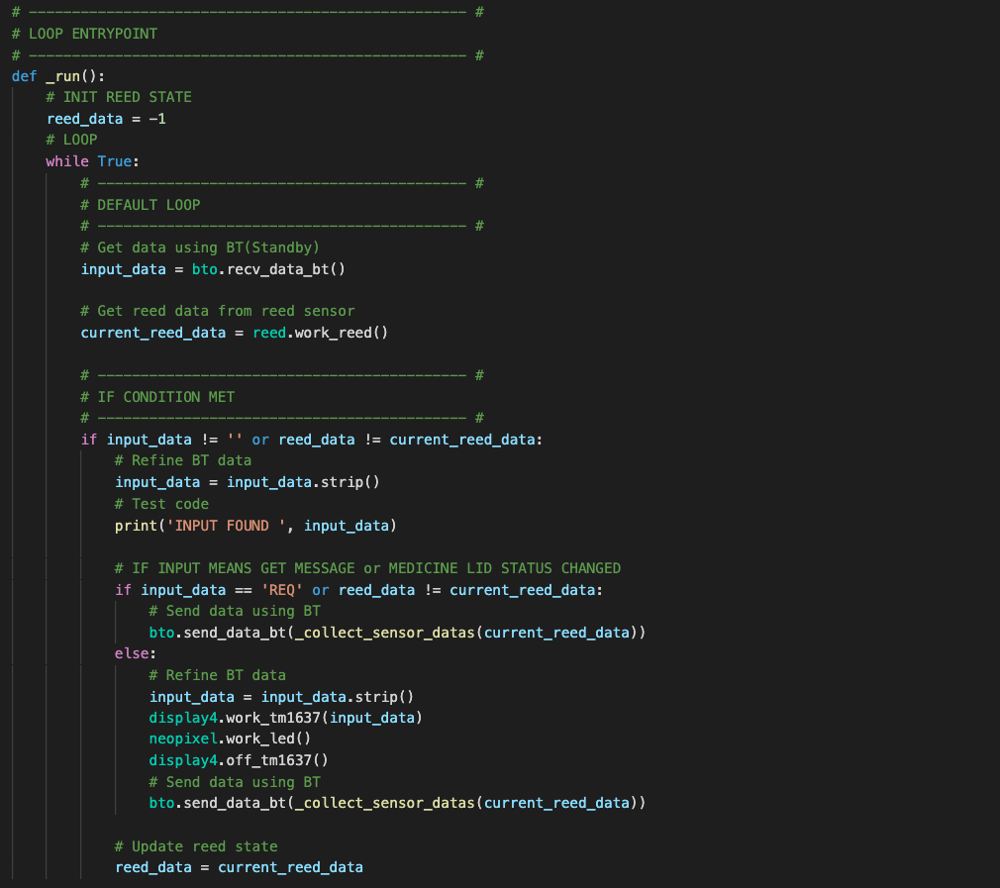 # ------------------------------------------------- #
# LOOP ENTRYPOINT
# ------------------------------------------------- #
def _run():
    # INIT REED STATE
    reed_data = -1
    # LOOP
    while True:
        # ----------------------------------------- #
        # DEFAULT LOOP
        # ----------------------------------------- #
        # Get data using BT(Standby)
        input_data = bto.recv_data_bt()

        # Get reed data from reed sensor
        current_reed_data = reed.work_reed()

        # ----------------------------------------- #
        # IF CONDITION MET
        # ----------------------------------------- #
        if input_data != '' or reed_data != current_reed_data:
            # Refine BT data
            input_data = input_data.strip()
            # Test code
            print('INPUT FOUND ', input_data)

            # IF INPUT MEANS GET MESSAGE or MEDICINE LID STATUS CHANGED
            if input_data == 'REQ' or reed_data != current_reed_data:
                # Send data using BT
                bto.send_data_bt(_collect_sensor_datas(current_reed_data))
            else:
                # Refine BT data
                input_data = input_data.strip()
                display4.work_tm1637(input_data)
                neopixel.work_led()
                display4.off_tm1637()
                # Send data using BT
                bto.send_data_bt(_collect_sensor_datas(current_reed_data))

            # Update reed state
            reed_data = current_reed_data